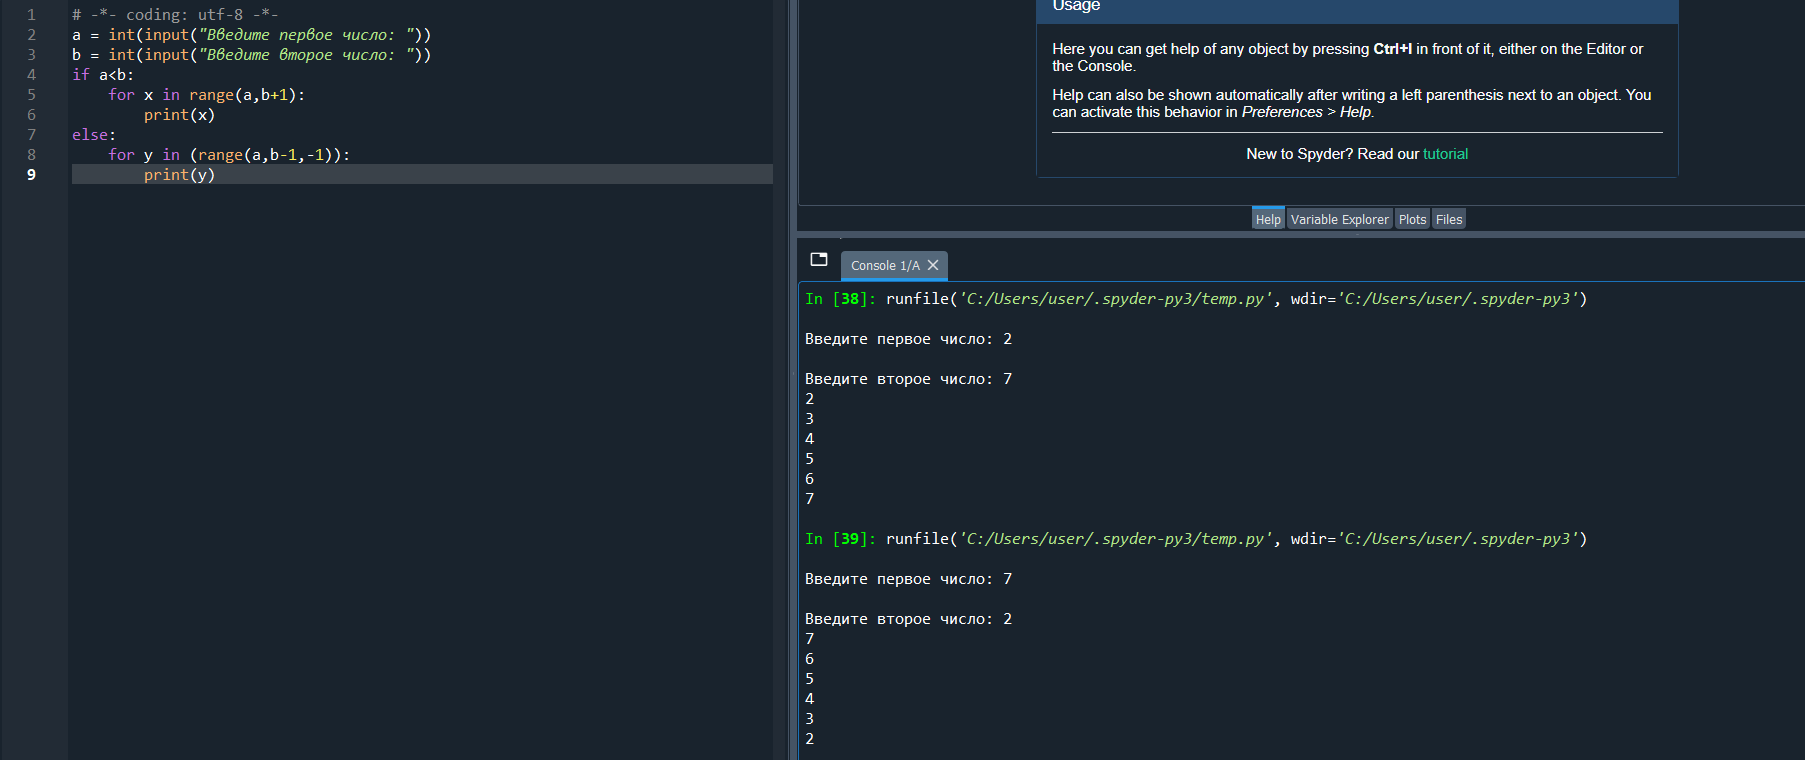 1 # -*- coding: utf-8 -*-
2 a = int(input("Введите первое число: "))
3 b = int(input("Введите второе число: "))
4 if a<b:
5     for x in range(a,b+1):
6         print(x)
7 else:
8     for y in (range(a,b-1,-1)):
9         print(y)
Usage
Here you can get help of any object by pressing Ctrl+I in front of it, either on the Editor or
the Console.
Help can also be shown automatically after writing a left parenthesis next to an object. You
can activate this behavior in Preferences > Help.
New to Spyder? Read our tutorial
Help Variable Explorer Plots Files
Console 1/A
In [38]: runfile('C:/Users/user/.spyder-py3/temp.py', wdir='C:/Users/user/.spyder-py3')
Введите первое число: 2
Введите второе число: 7
2
3
4
5
6
7
In [39]: runfile('C:/Users/user/.spyder-py3/temp.py', wdir='C:/Users/user/.spyder-py3')
Введите первое число: 7
Введите второе число: 2
7
6
5
4
3
2